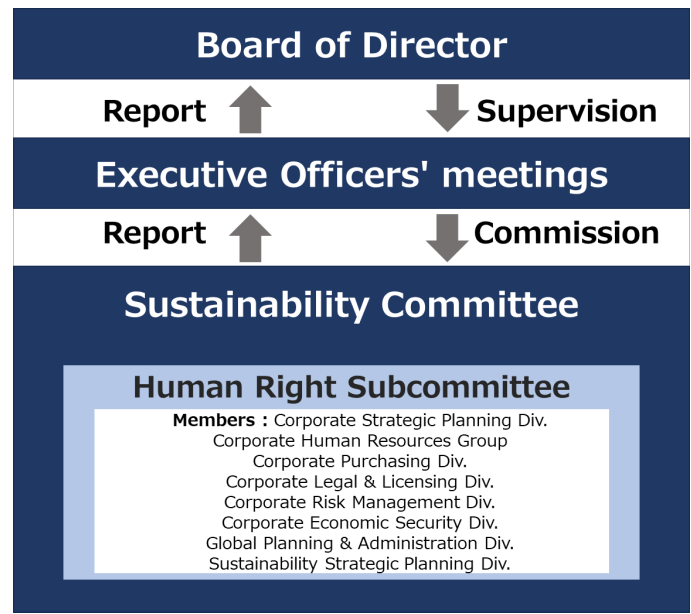 Board of Director
Report Supervision
Executive Officers' meetings
Report Commission
Sustainability Committee
Human Right Subcommittee
Members : Corporate Strategic Planning Div.
Corporate Human Resources Group
Corporate Purchasing Div.
Corporate Legal & Licensing Div.
Corporate Risk Management Div.
Corporate Economic Security Div.
Global Planning & Administration Div.
Sustainability Strategic Planning Div.